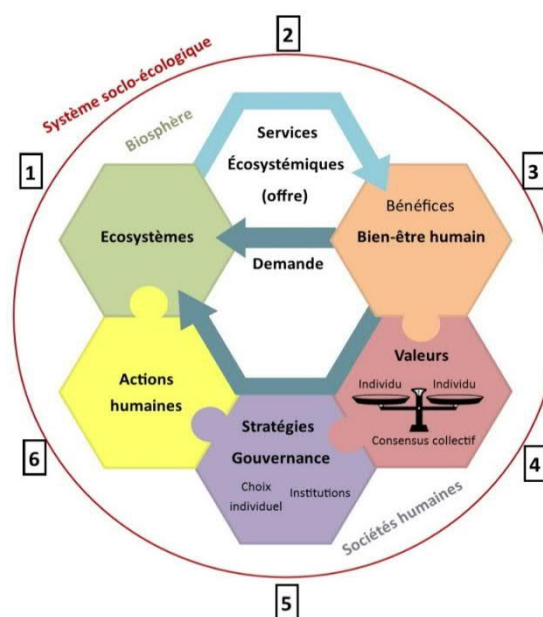 2
Système soclo-écologique
Biosphère
1
3
Services
Écosystémiques
(offre)
Ecosystèmes
Bénéfices
Bien-être humain
Demande
Actions
humaines
Valeurs
Individu Individu
Consensus collectif
Stratégies
Gouvernance
Choix
individuel
Institutions
6
4
Sociétés humaines
5